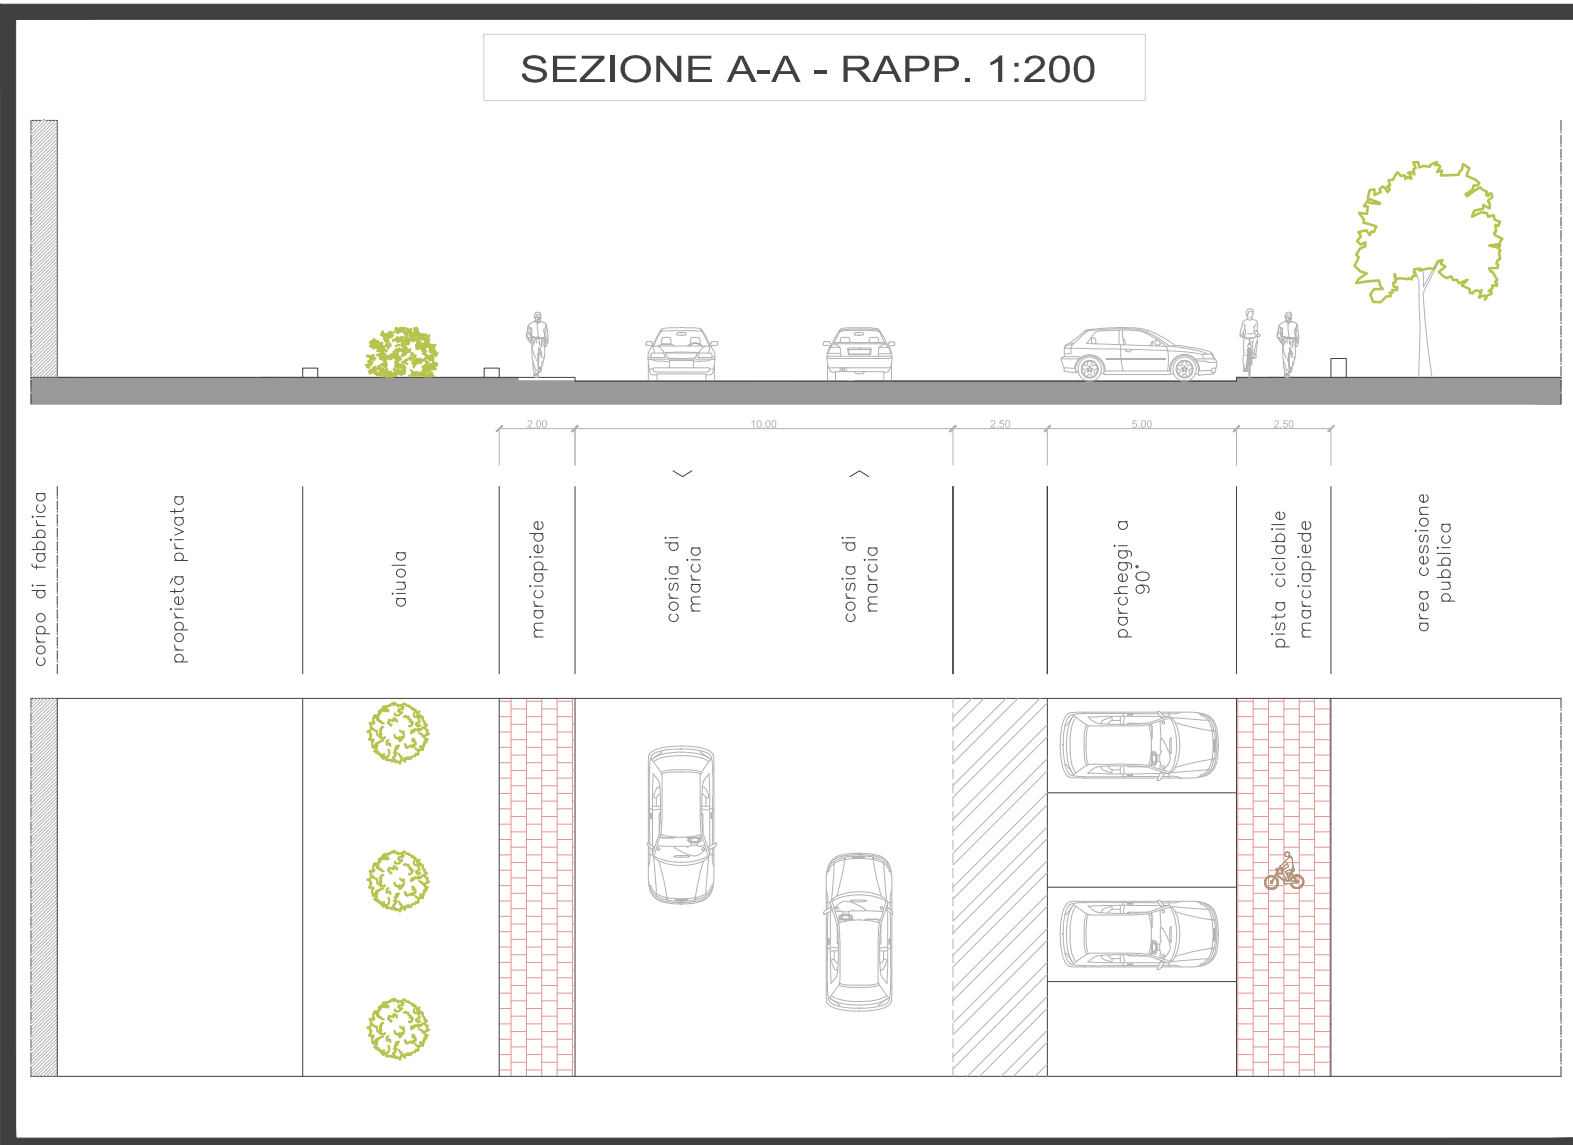 SEZIONE A-A - RAPP. 1:200
2.00
10.00
2.50
5.00
2.50
corpo di fabbrica
proprietà privata
aiuola
marciapiede
corsia di
marcia
corsia di
marcia
parcheggi a
90°
pista ciclabile
marciapiede
area cessione
pubblica